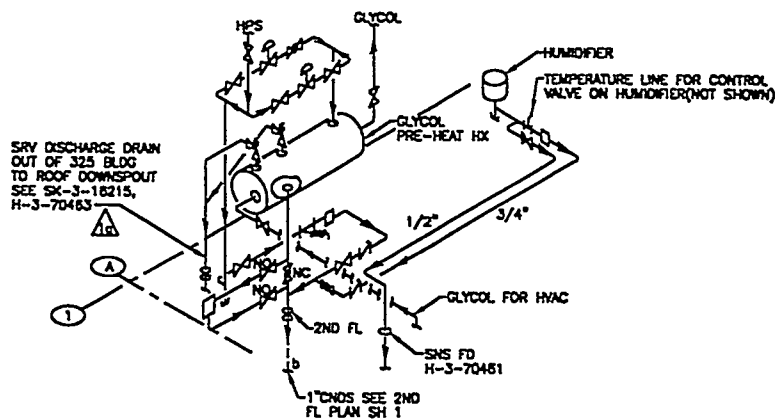 HPS
GLYCOL
HUMIDIFIER
TEMPERATURE LINE FOR CONTROL
VALVE ON HUMIDIFIER(NOT SHOWN)
GLYCOL
PRE-HEAT HX
SRV DISCHARGE DRAIN
OUT OF 325 BLDG
TO ROOF DOWNSPOUT
SEE SK-3-16215,
H-3-70463
1/2"
3/4"
A
1
NO
NC
NO
GLYCOL FOR HVAC
2ND FL
SNS FD
H-3-70461
b
1"CNDS SEE 2ND
FL PLAN SH 1